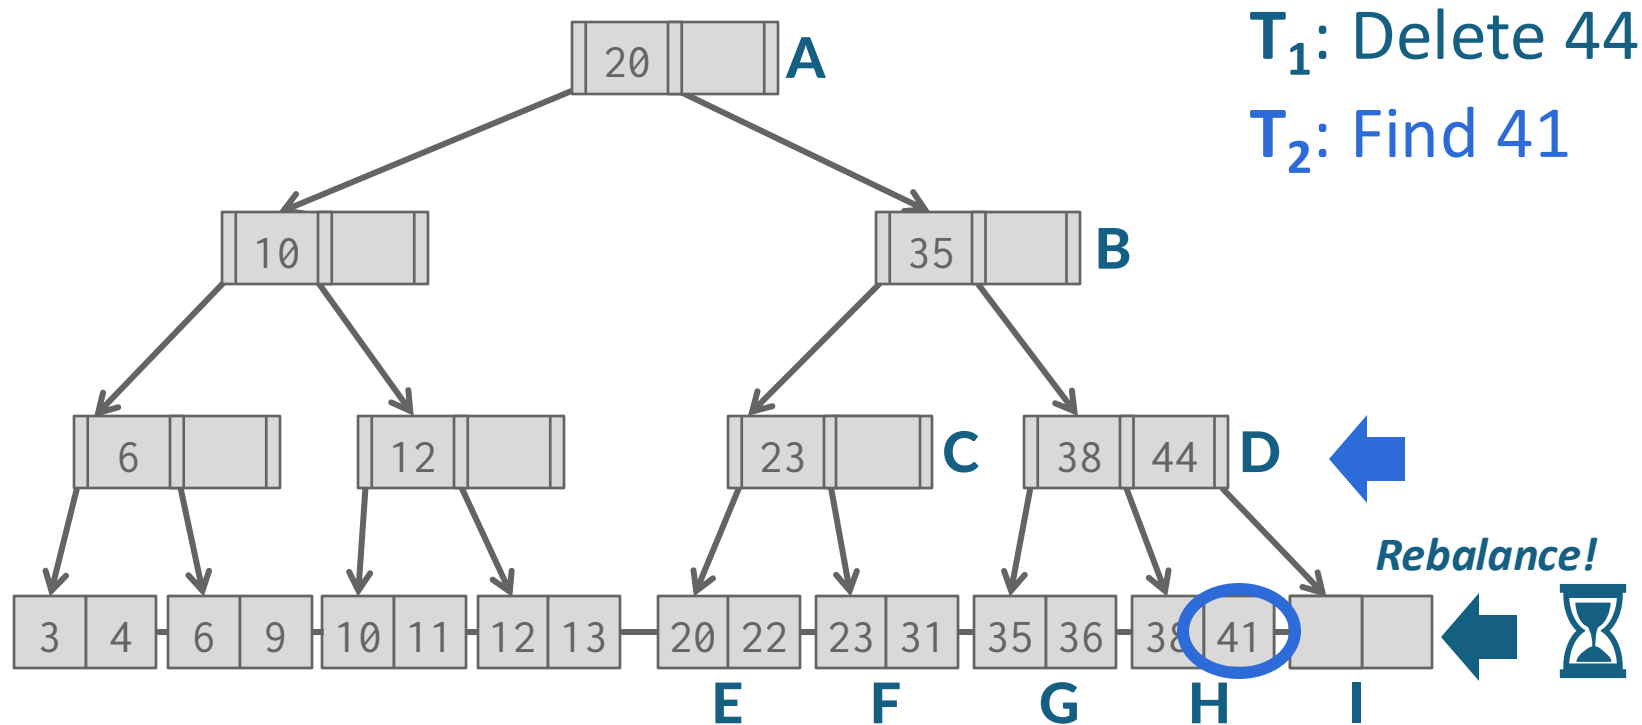 T1: Delete 44
T2: Find 41
20 A
10
35 B
6
12
23 C
38 44 D
Rebalance!
3 4 6 9 10 11 12 13 20 22 23 31 35 36 38 41
E F G H I